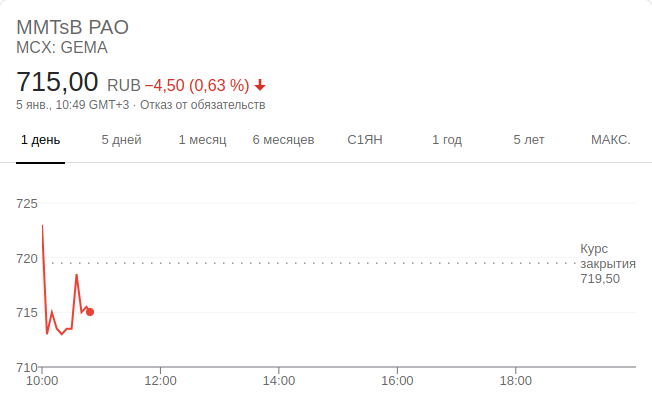 MMTsB PAO
MCX: GEMA
715,00 RUB −4,50 (0,63 %)
5 янв., 10:49 GMT+3 · Отказ от обязательств
1 день 5 дней 1 месяц 6 месяцев С1ЯН 1 год 5 лет МАКС.
725
720
715
710
Курс
закрытия
719,50
10:00 12:00 14:00 16:00 18:00